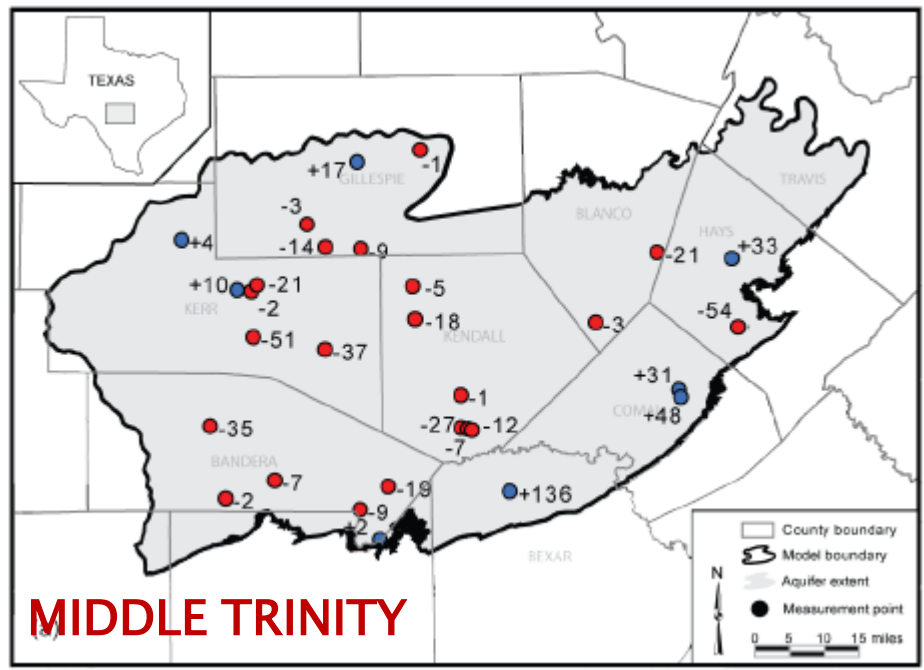 TEXAS
+17
-1
GILLESPIE
TRAVIS
-3
BLANCO
HAYS
+4
-14
-9
-21
+33
+10
-21
-5
KERR
-2
-18
-3
-54
KENDALL
-51
-37
+31
-1
+48
-35
-27
-12
-7
BANDERA
-7
-19
-2
+136
-9
+2
BEXAR
County boundary
Model boundary
Aquifer extent
Measurement point
N
0 5 10 15 miles
MIDDLE TRINITY